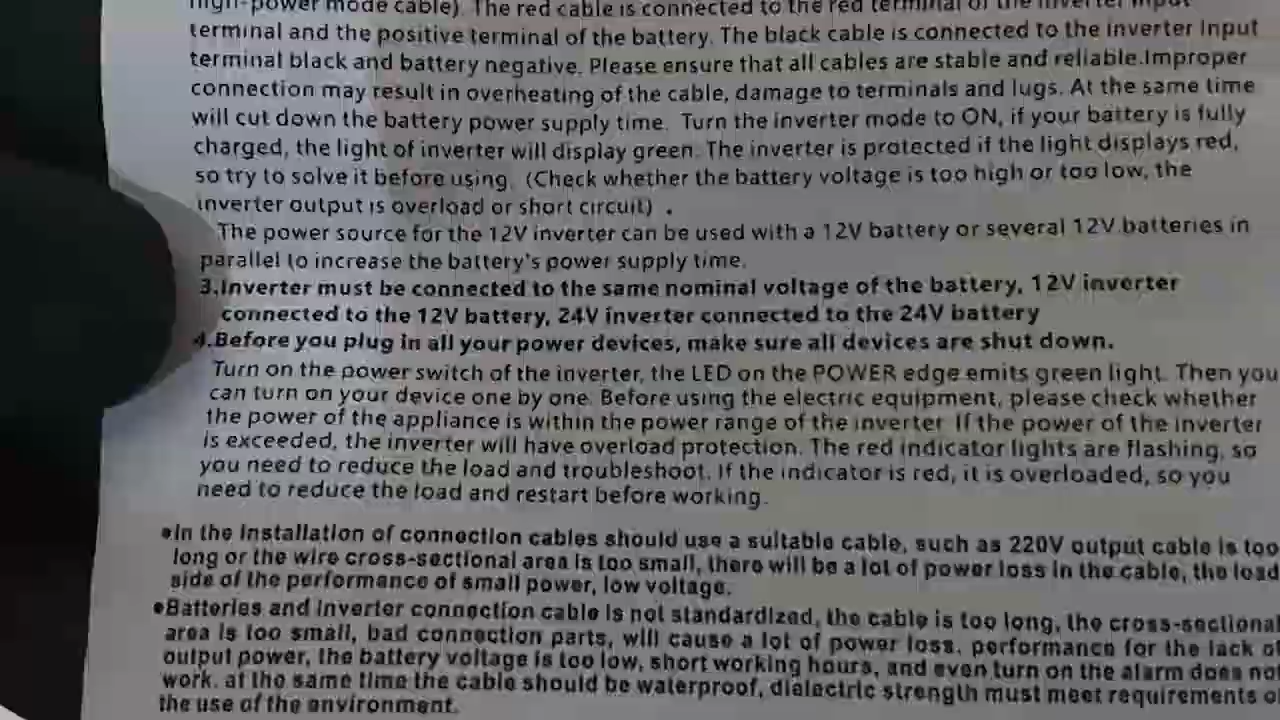 high-power mode cable). The red cable is connected to the red terminal of the inverter input
terminal and the positive terminal of the battery. The black cable is connected to the inverter input
terminal black and battery negative. Please ensure that all cables are stable and reliable.Improper
connection may result in overheating of the cable, damage to terminals and lugs. At the same time
will cut down the battery power supply time. Turn the inverter mode to ON, if your battery is fully
charged, the light of inverter will display green. The inverter is protected if the light displays red,
so try to solve it before using. (Check whether the battery voltage is too high or too low, the
inverter output is overload or short circuit) .
The power source for the 12V inverter can be used with a 12V battery or several 12V batteries in
parallel to increase the battery's power supply time.
3.Inverter must be connected to the same nominal voltage of the battery, 12V inverter
connected to the 12V battery, 24V inverter connected to the 24V battery
4.Before you plug in all your power devices, make sure all devices are shut down.
Turn on the power switch of the inverter, the LED on the POWER edge emits green light. Then you
can turn on your device one by one. Before using the electric equipment, please check whether
the power of the appliance is within the power range of the inverter. If the power of the inverter
is exceeded, the inverter will have overload protection. The red indicator lights are flashing, so
you need to reduce the load and troubleshoot. If the indicator is red, it is overloaded, so you
need to reduce the load and restart before working.
•In the installation of connection cables should use a suitable cable, such as 220V output cable is too
long or the wire cross-sectional area is too small, there will be a lot of power loss in the cable, the load
side of the performance of small power, low voltage.
•Batteries and inverter connection cable is not standardized, the cable is too long, the cross-sectional
area is too small, bad connection parts, will cause a lot of power loss. performance for the lack of
output power, the battery voltage is too low, short working hours, and even turn on the alarm does not
work. at the same time the cable should be waterproof, dielectric strength must meet requirements of
the use of the environment.